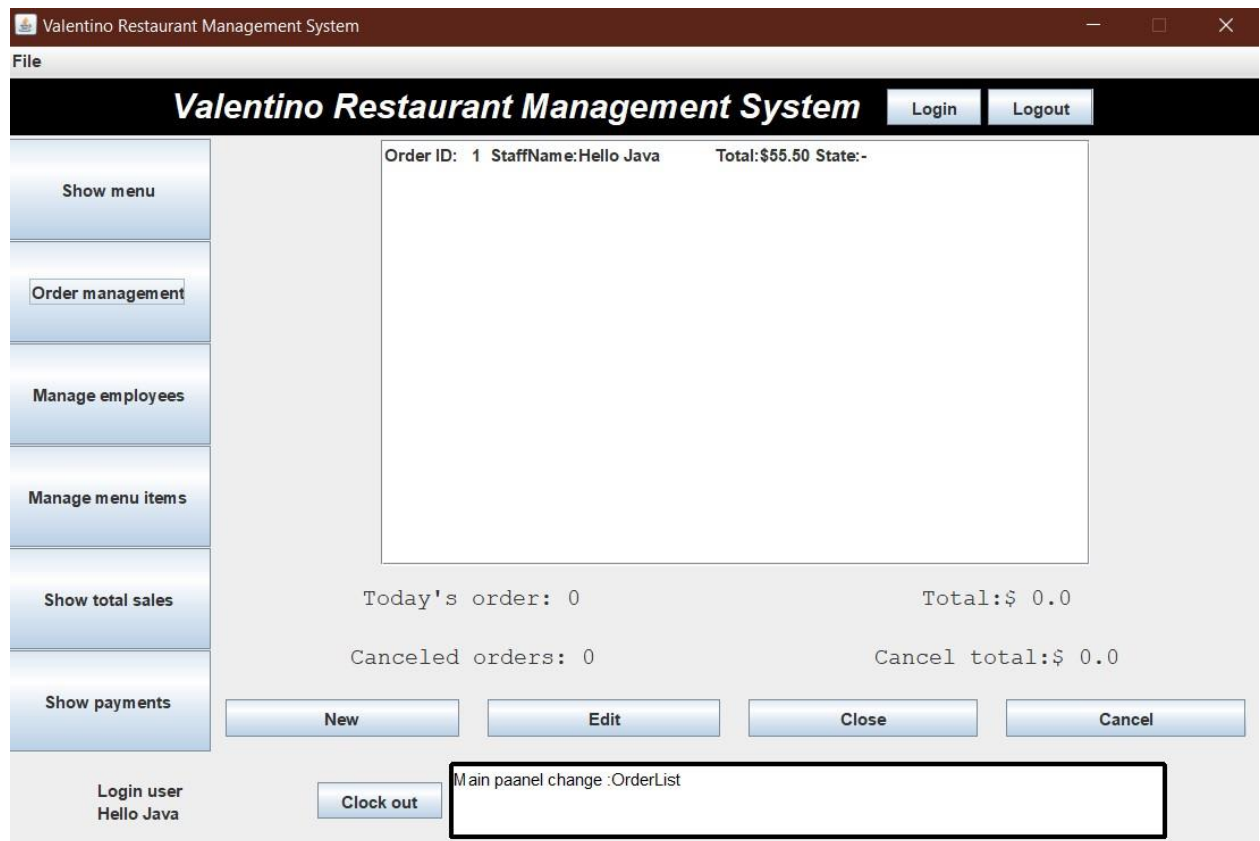 Valentino Restaurant Management System
File
Valentino Restaurant Management System Login Logout
Order ID: 1 StaffName:Hello Java Total:$55.50 State:-
Show menu
Order management
Manage employees
Manage menu items
Show total sales
Show payments
Today's order: 0 Total:$ 0.0
Canceled orders: 0 Cancel total:$ 0.0
New Edit Close Cancel
Login user
Hello Java
Clock out
Main paanel change :OrderList